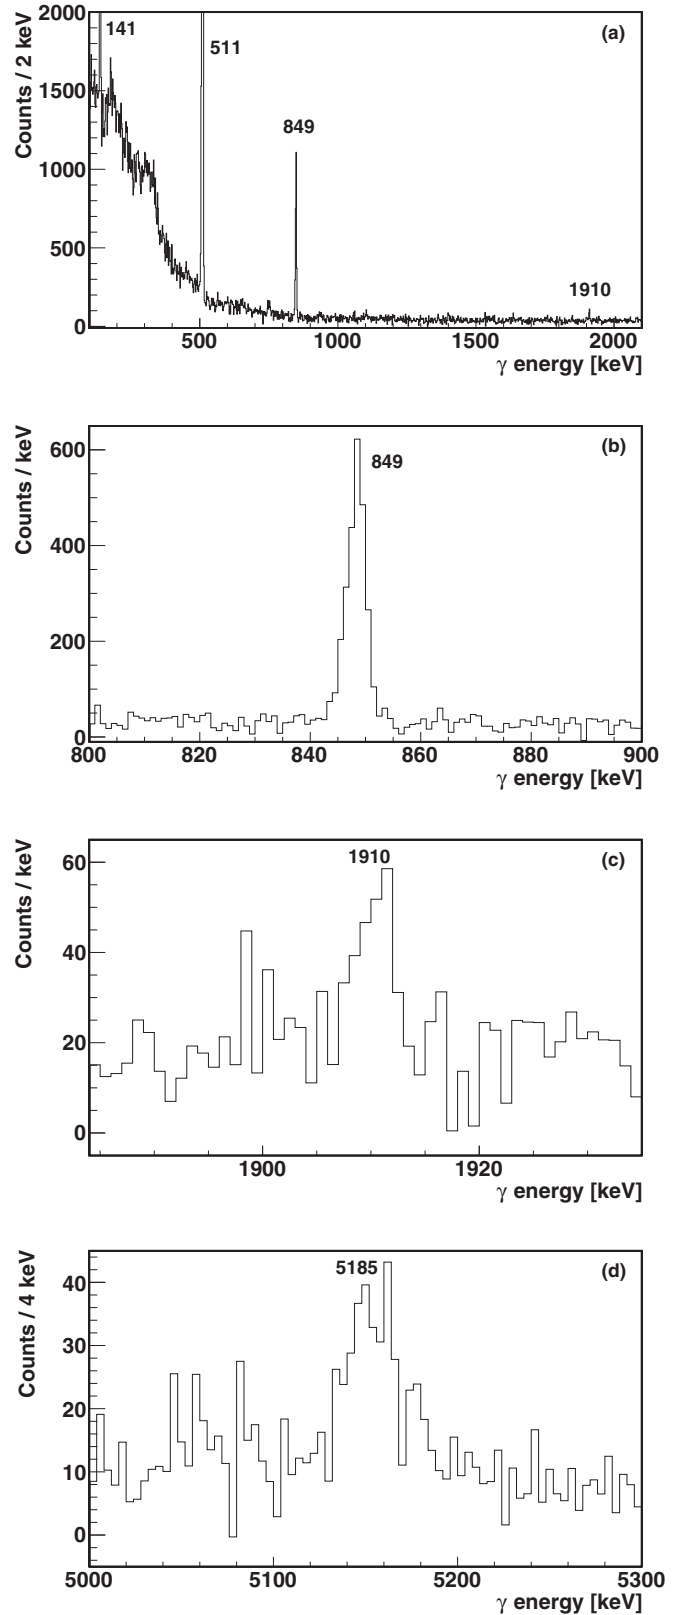 (a)
141
511
849
1910
Counts / 2 keV
2000
1500
1000
500
0
500 1000 1500 2000
γ energy [keV]
(b)
849
Counts / keV
600
400
200
0
800 820 840 860 880 900
γ energy [keV]
(c)
1910
Counts / keV
60
40
20
0
1900 1920
γ energy [keV]
(d)
5185
Counts / 4 keV
40
30
20
10
0
5000 5100 5200 5300
γ energy [keV]